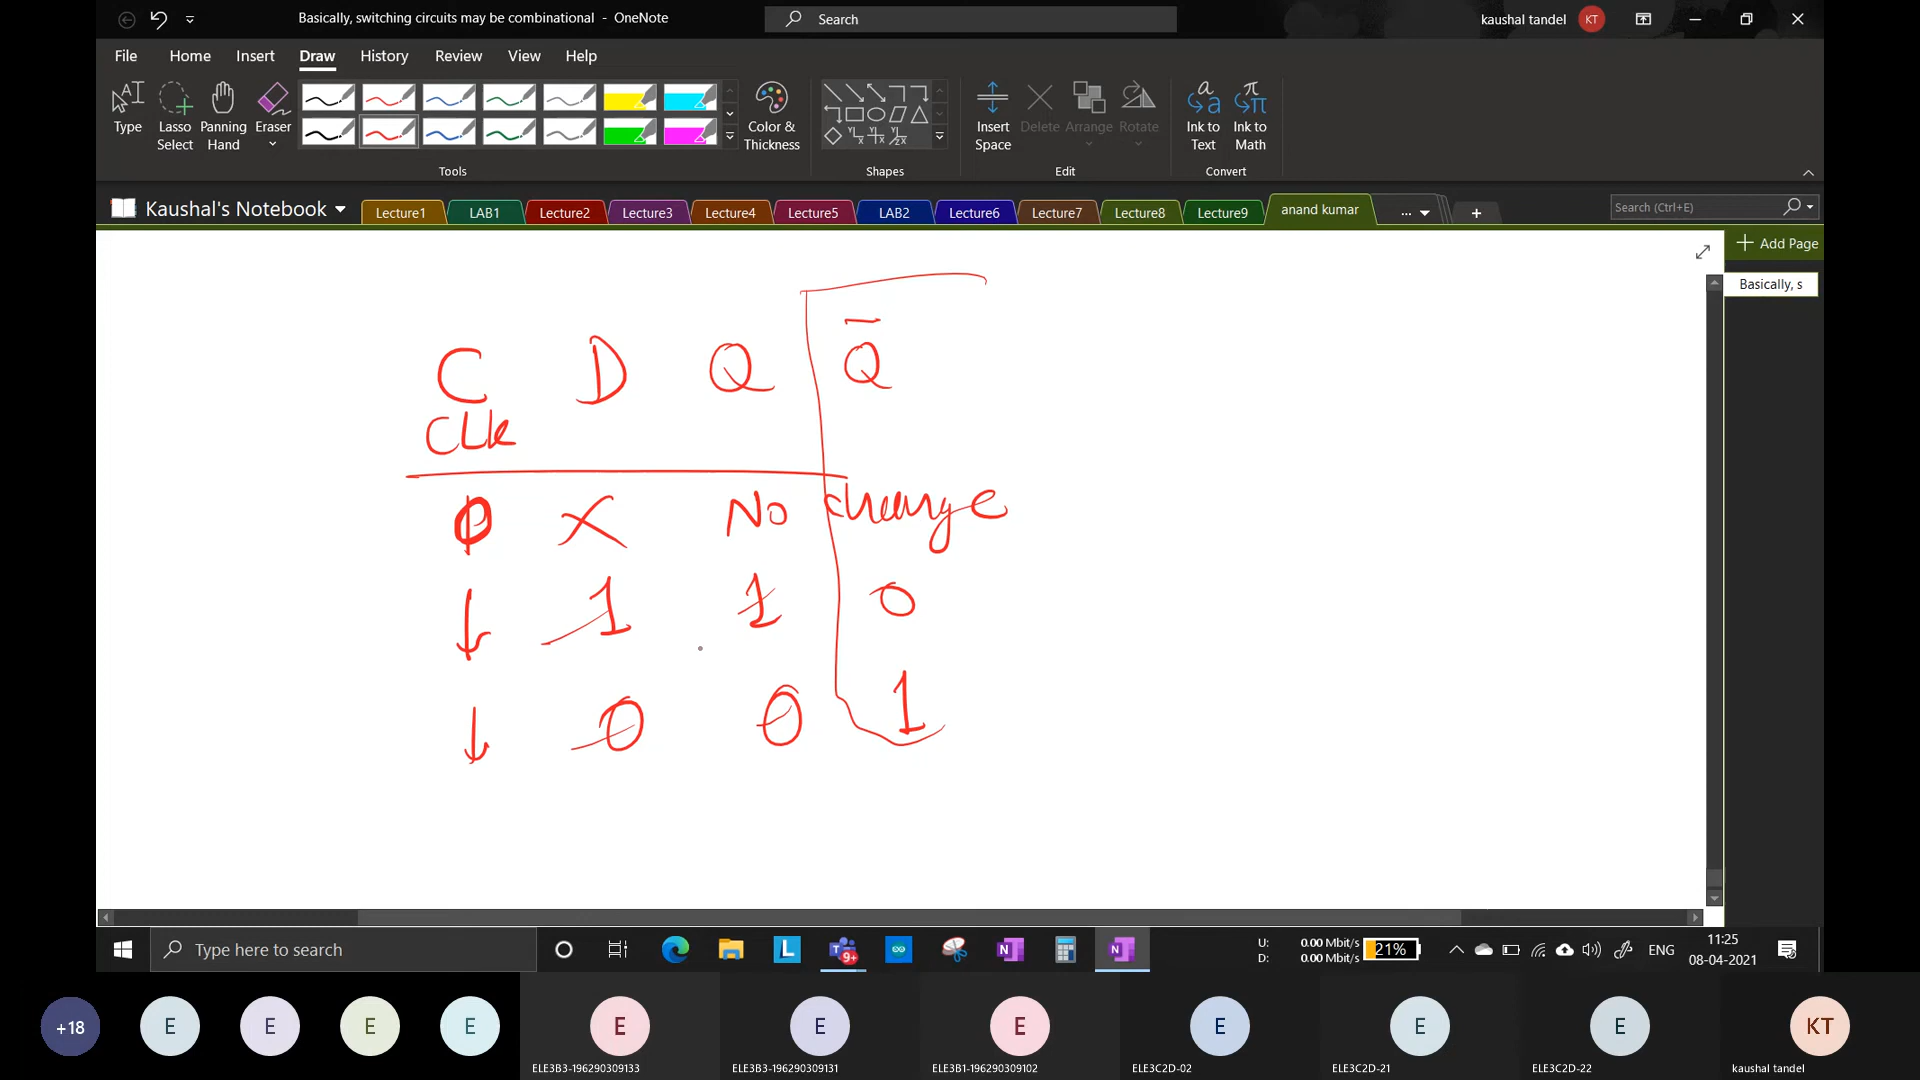 Basically, switching circuits may be combinational - OneNote
Search
kaushal tandel
KT
File Home Insert Draw History Review View Help
Type
Lasso Select
Panning Hand
Eraser
Color & Thickness
Insert Space
Delete
Arrange
Rotate
Ink to Text
Ink to Math
Tools
Shapes
Edit
Convert
Kaushal's Notebook
Lecture1 LAB1 Lecture2 Lecture3 Lecture4 Lecture5 LAB2 Lecture6 Lecture7 Lecture8 Lecture9 anand kumar ...
Search (Ctrl+E)
Add Page
Basically, s
C D Q Q̅
CLK
0 X No change
↓ 1 1 0
↓ 0 0 1
Type here to search
L
9+
U: 0.00 Mbit/s
D: 0.00 Mbit/s
21%
ENG
11:25
08-04-2021
+18 E E E E E E E E E E KT
ELE3B3-196290309133
ELE3B3-196290309131
ELE3B1-196290309102
ELE3C2D-02
ELE3C2D-21
ELE3C2D-22
kaushal tandel